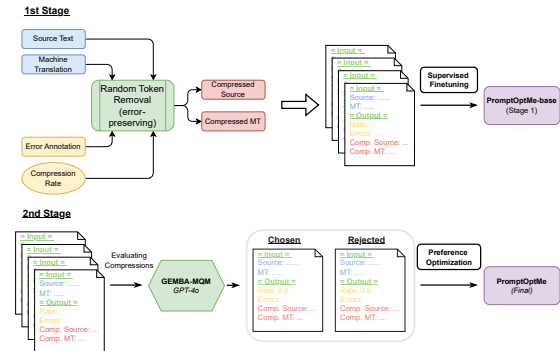 1st Stage
Source Text
Machine
Translation
Random Token
Removal
(error-
preserving)
Error Annotation
Compression
Rate
Compressed
Source
Compressed MT
= Input =
= Input =
= Input =
= Input =
Source: ......
MT: .....
= Output =
Rate: ...
Errors: ...
Comp. Source: ...
Comp. MT: ...
Supervised
Finetuning
PromptOptMe-base
(Stage 1)
2nd Stage
= Input =
= Input =
= Input =
= Input =
Source: ......
MT: .....
= Output =
Rate: ...
Errors: ...
Comp. Source: ...
Comp. MT: ...
Evaluating
Compressions
GEMBA-MQM
GPT-4o
Chosen
= Input =
Source: ......
MT: .....
= Output =
Rate: 0.5
Errors: ...
Comp. Source: ...
Comp. MT: ...
Rejected
= Input =
Source: ......
MT: .....
= Output =
Rate: 0.9
Errors: ...
Comp. Source: ...
Comp. MT: ...
Preference
Optimization
PromptOptMe
(Final)